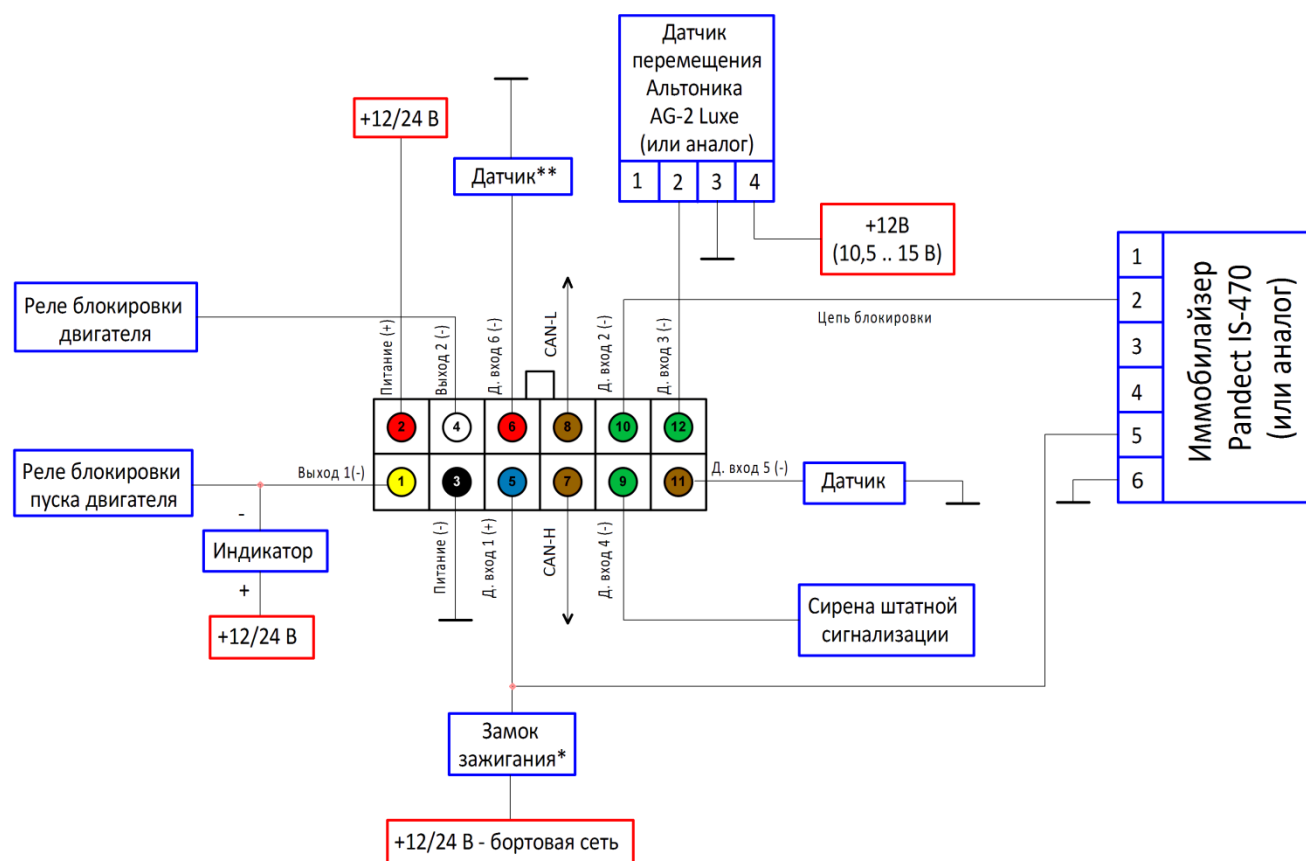 Датчик
перемещения
Альтоника
AG-2 Luxe
(или аналог)
1 2 3 4
+12/24 В
Датчик**
+12В
(10,5 .. 15 В)
Реле блокировки
двигателя
Питание (+)
Выход 2 (-)
Д. вход 6 (-)
CAN-L
Д. вход 2 (-)
Д. вход 3 (-)
Цепь блокировки
1
2
3
4
5
6
Иммобилайзер
Pandect IS-470
(или аналог)
2 4 6 8 10 12
1 3 5 7 9 11
Реле блокировки
пуска двигателя
Выход 1(-)
Д. вход 5 (-)
Датчик
-
Индикатор
+
+12/24 В
Питание (-)
Д. вход 1 (+)
CAN-H
Д. вход 4 (-)
Сирена штатной
сигнализации
Замок
зажигания*
+12/24 В - бортовая сеть